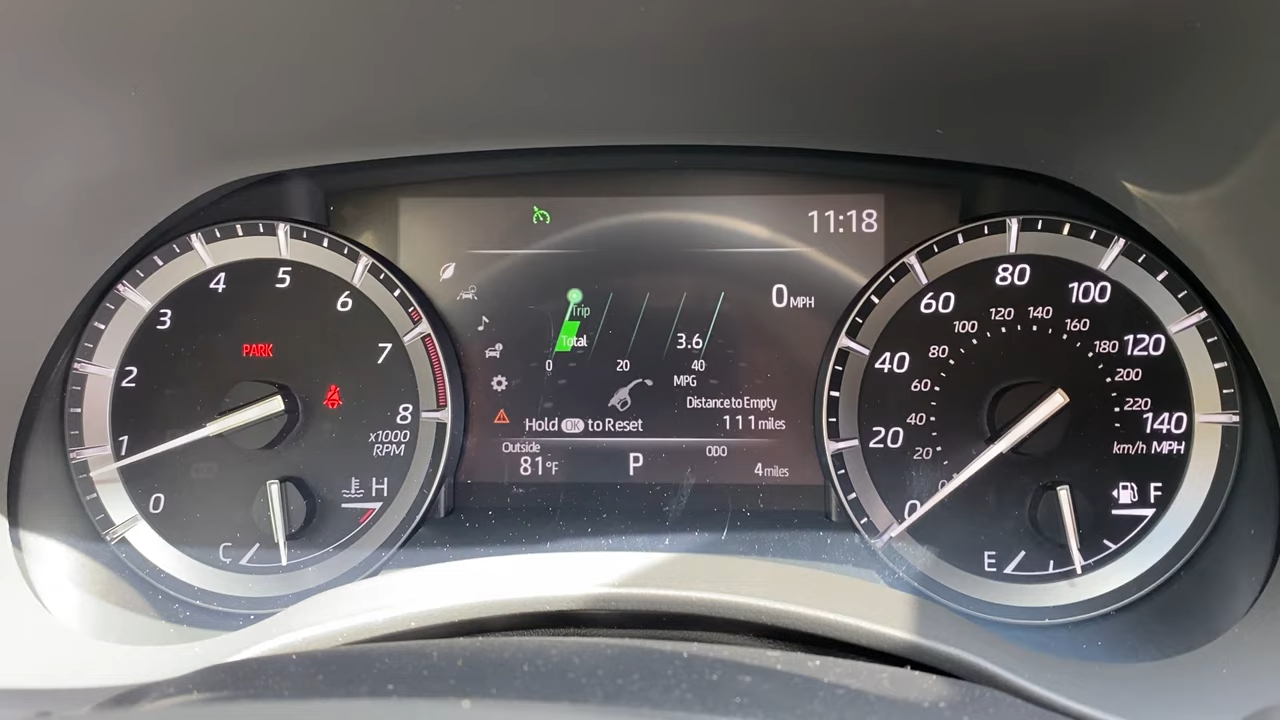 11:18
0 MPH
Trip
Total
3.6
0 20 40
MPG
Distance to Empty
Hold OK to Reset
111 miles
Outside
81°F
P
ODO
4 miles
PARK
0 1 2 3 4 5 6 7 8
x1000
RPM
H
C
0 20 40 60 80 100 120 140
0 20 40 60 80 100 120 140 160 180 200 220
km/h MPH
F
E